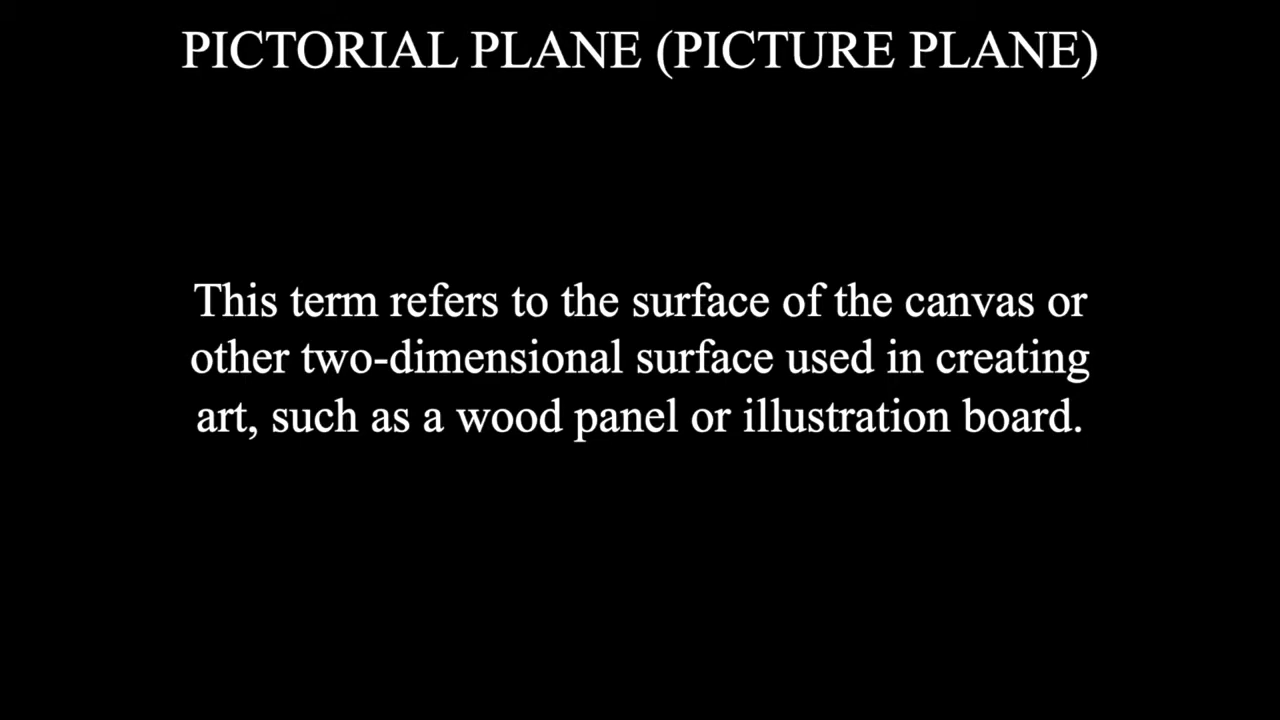 PICTORIAL PLANE (PICTURE PLANE)
This term refers to the surface of the canvas or
other two-dimensional surface used in creating
art, such as a wood panel or illustration board.